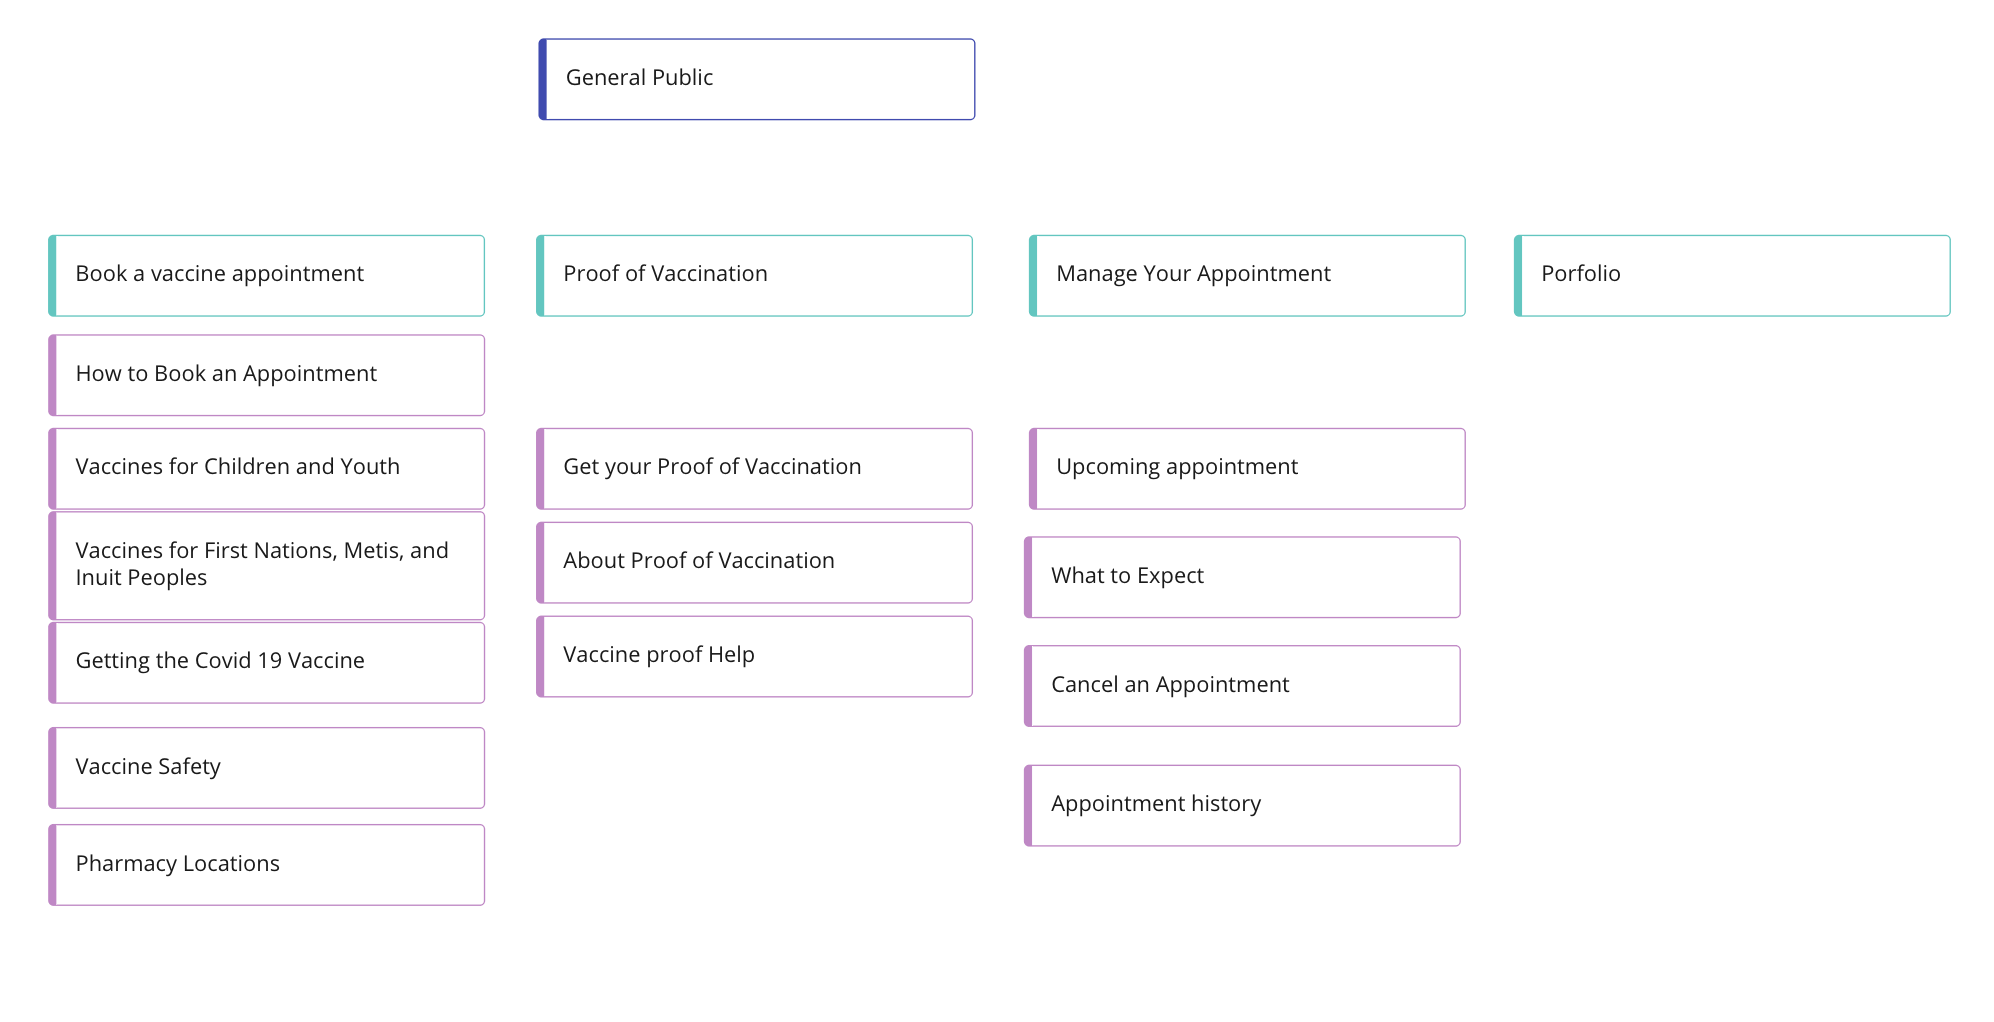 General Public
Book a vaccine appointment
Proof of Vaccination
Manage Your Appointment
Porfolio
How to Book an Appointment
Vaccines for Children and Youth
Get your Proof of Vaccination
Upcoming appointment
Vaccines for First Nations, Metis, and
Inuit Peoples
About Proof of Vaccination
What to Expect
Getting the Covid 19 Vaccine
Vaccine proof Help
Cancel an Appointment
Vaccine Safety
Appointment history
Pharmacy Locations